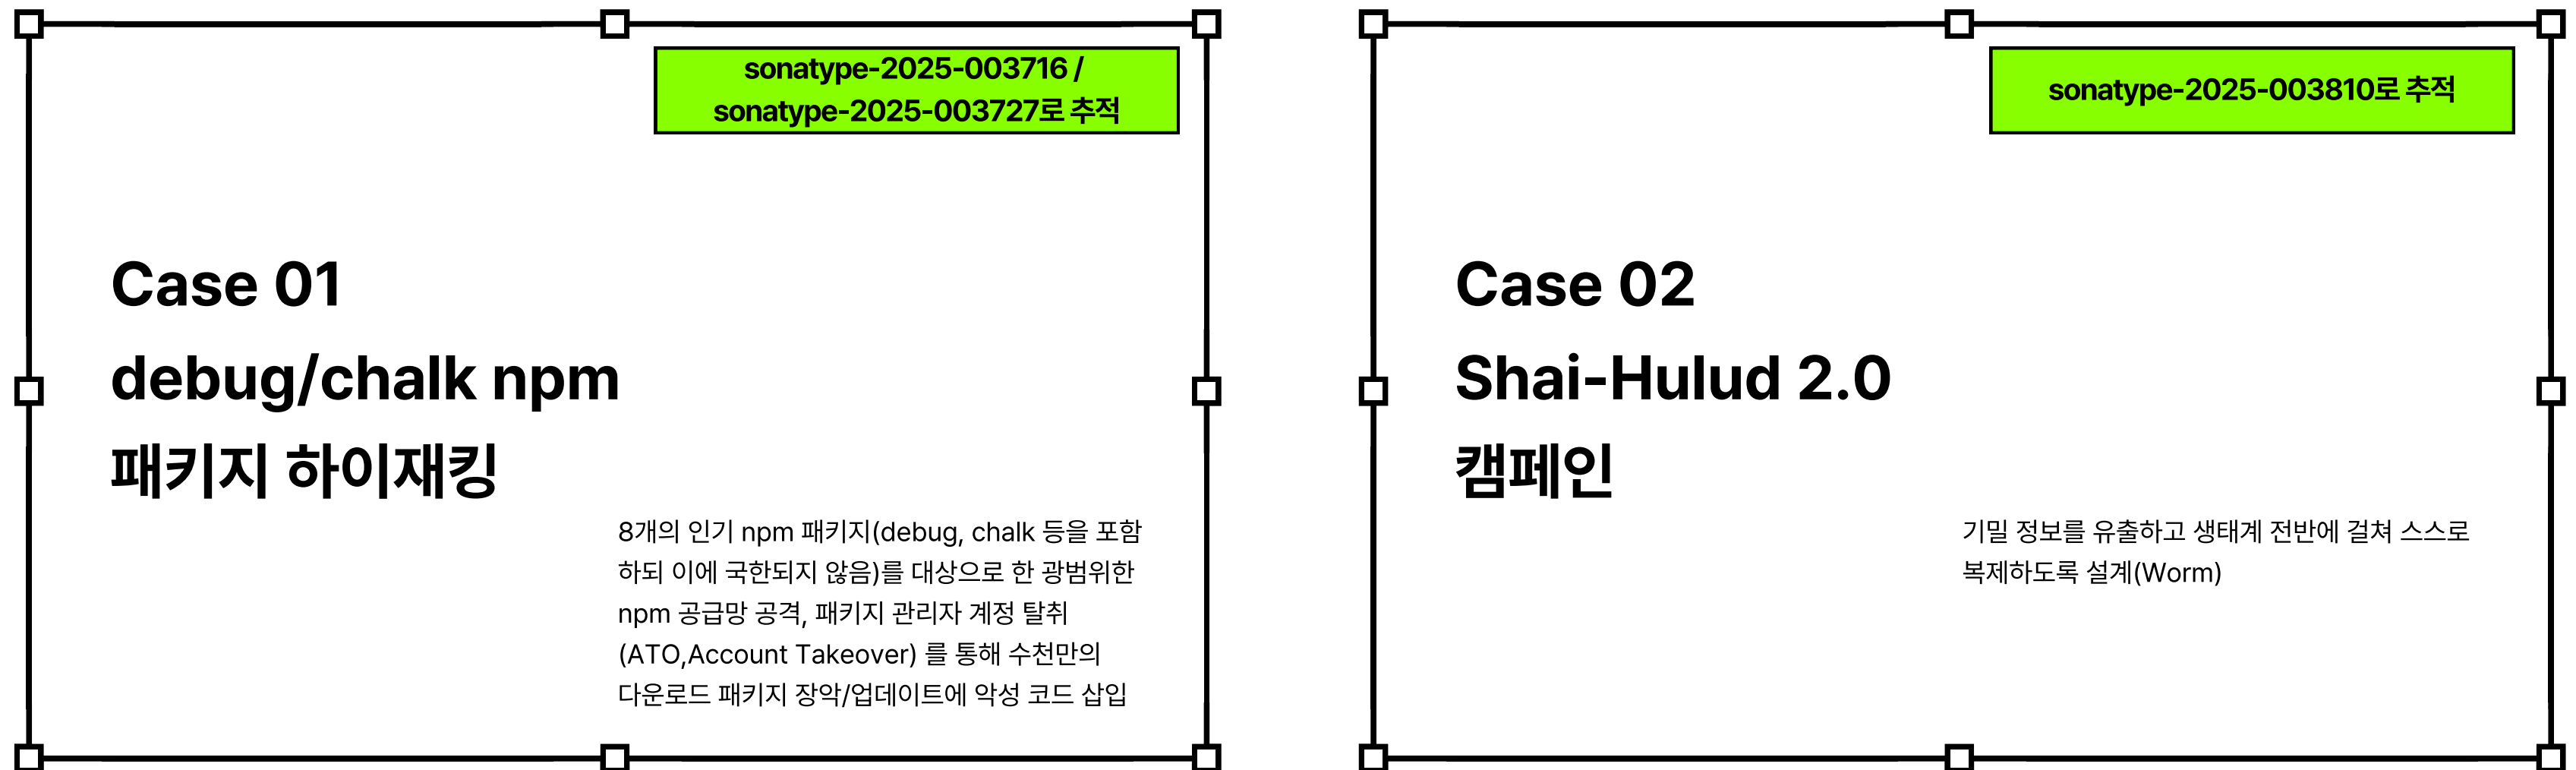 sonatype-2025-003716 /
sonatype-2025-003727로 추적
Case 01
debug/chalk npm
패키지 하이재킹
8개의 인기 npm 패키지(debug, chalk 등을 포함
하되 이에 국한되지 않음)를 대상으로 한 광범위한
npm 공급망 공격, 패키지 관리자 계정 탈취
(ATO,Account Takeover) 를 통해 수천만의
다운로드 패키지 장악/업데이트에 악성 코드 삽입
sonatype-2025-003810로 추적
Case 02
Shai-Hulud 2.0
캠페인
기밀 정보를 유출하고 생태계 전반에 걸쳐 스스로
복제하도록 설계(Worm)